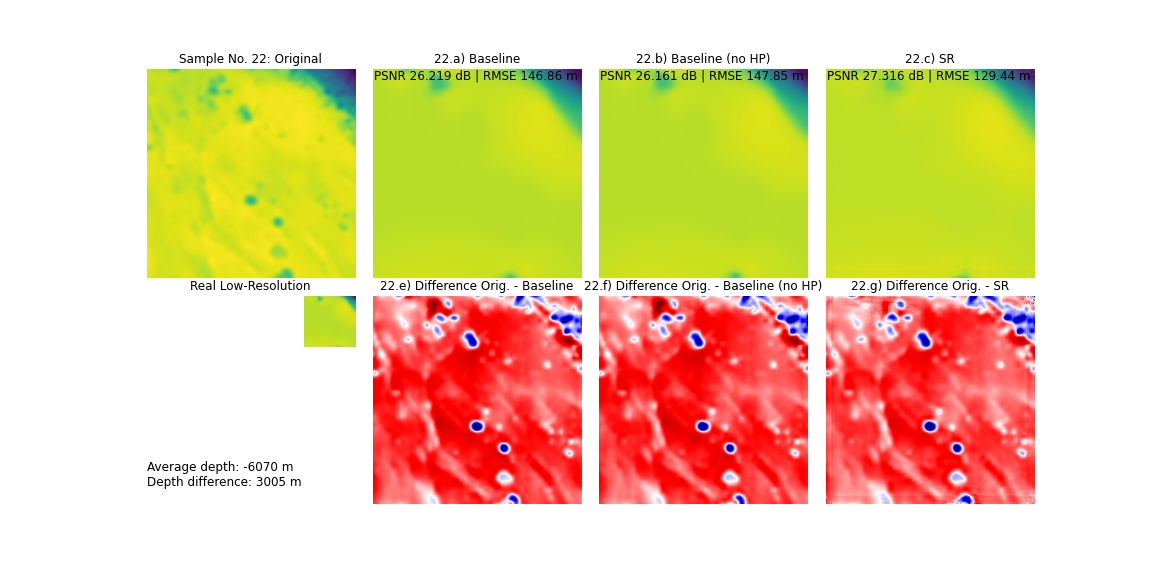 Sample No. 22: Original
22.a) Baseline
22.b) Baseline (no HP)
22.c) SR
PSNR 26.219 dB | RMSE 146.86 m
PSNR 26.161 dB | RMSE 147.85 m
PSNR 27.316 dB | RMSE 129.44 m
Real Low-Resolution
22.e) Difference Orig. - Baseline
22.f) Difference Orig. - Baseline (no HP)
22.g) Difference Orig. - SR
Average depth: -6070 m
Depth difference: 3005 m